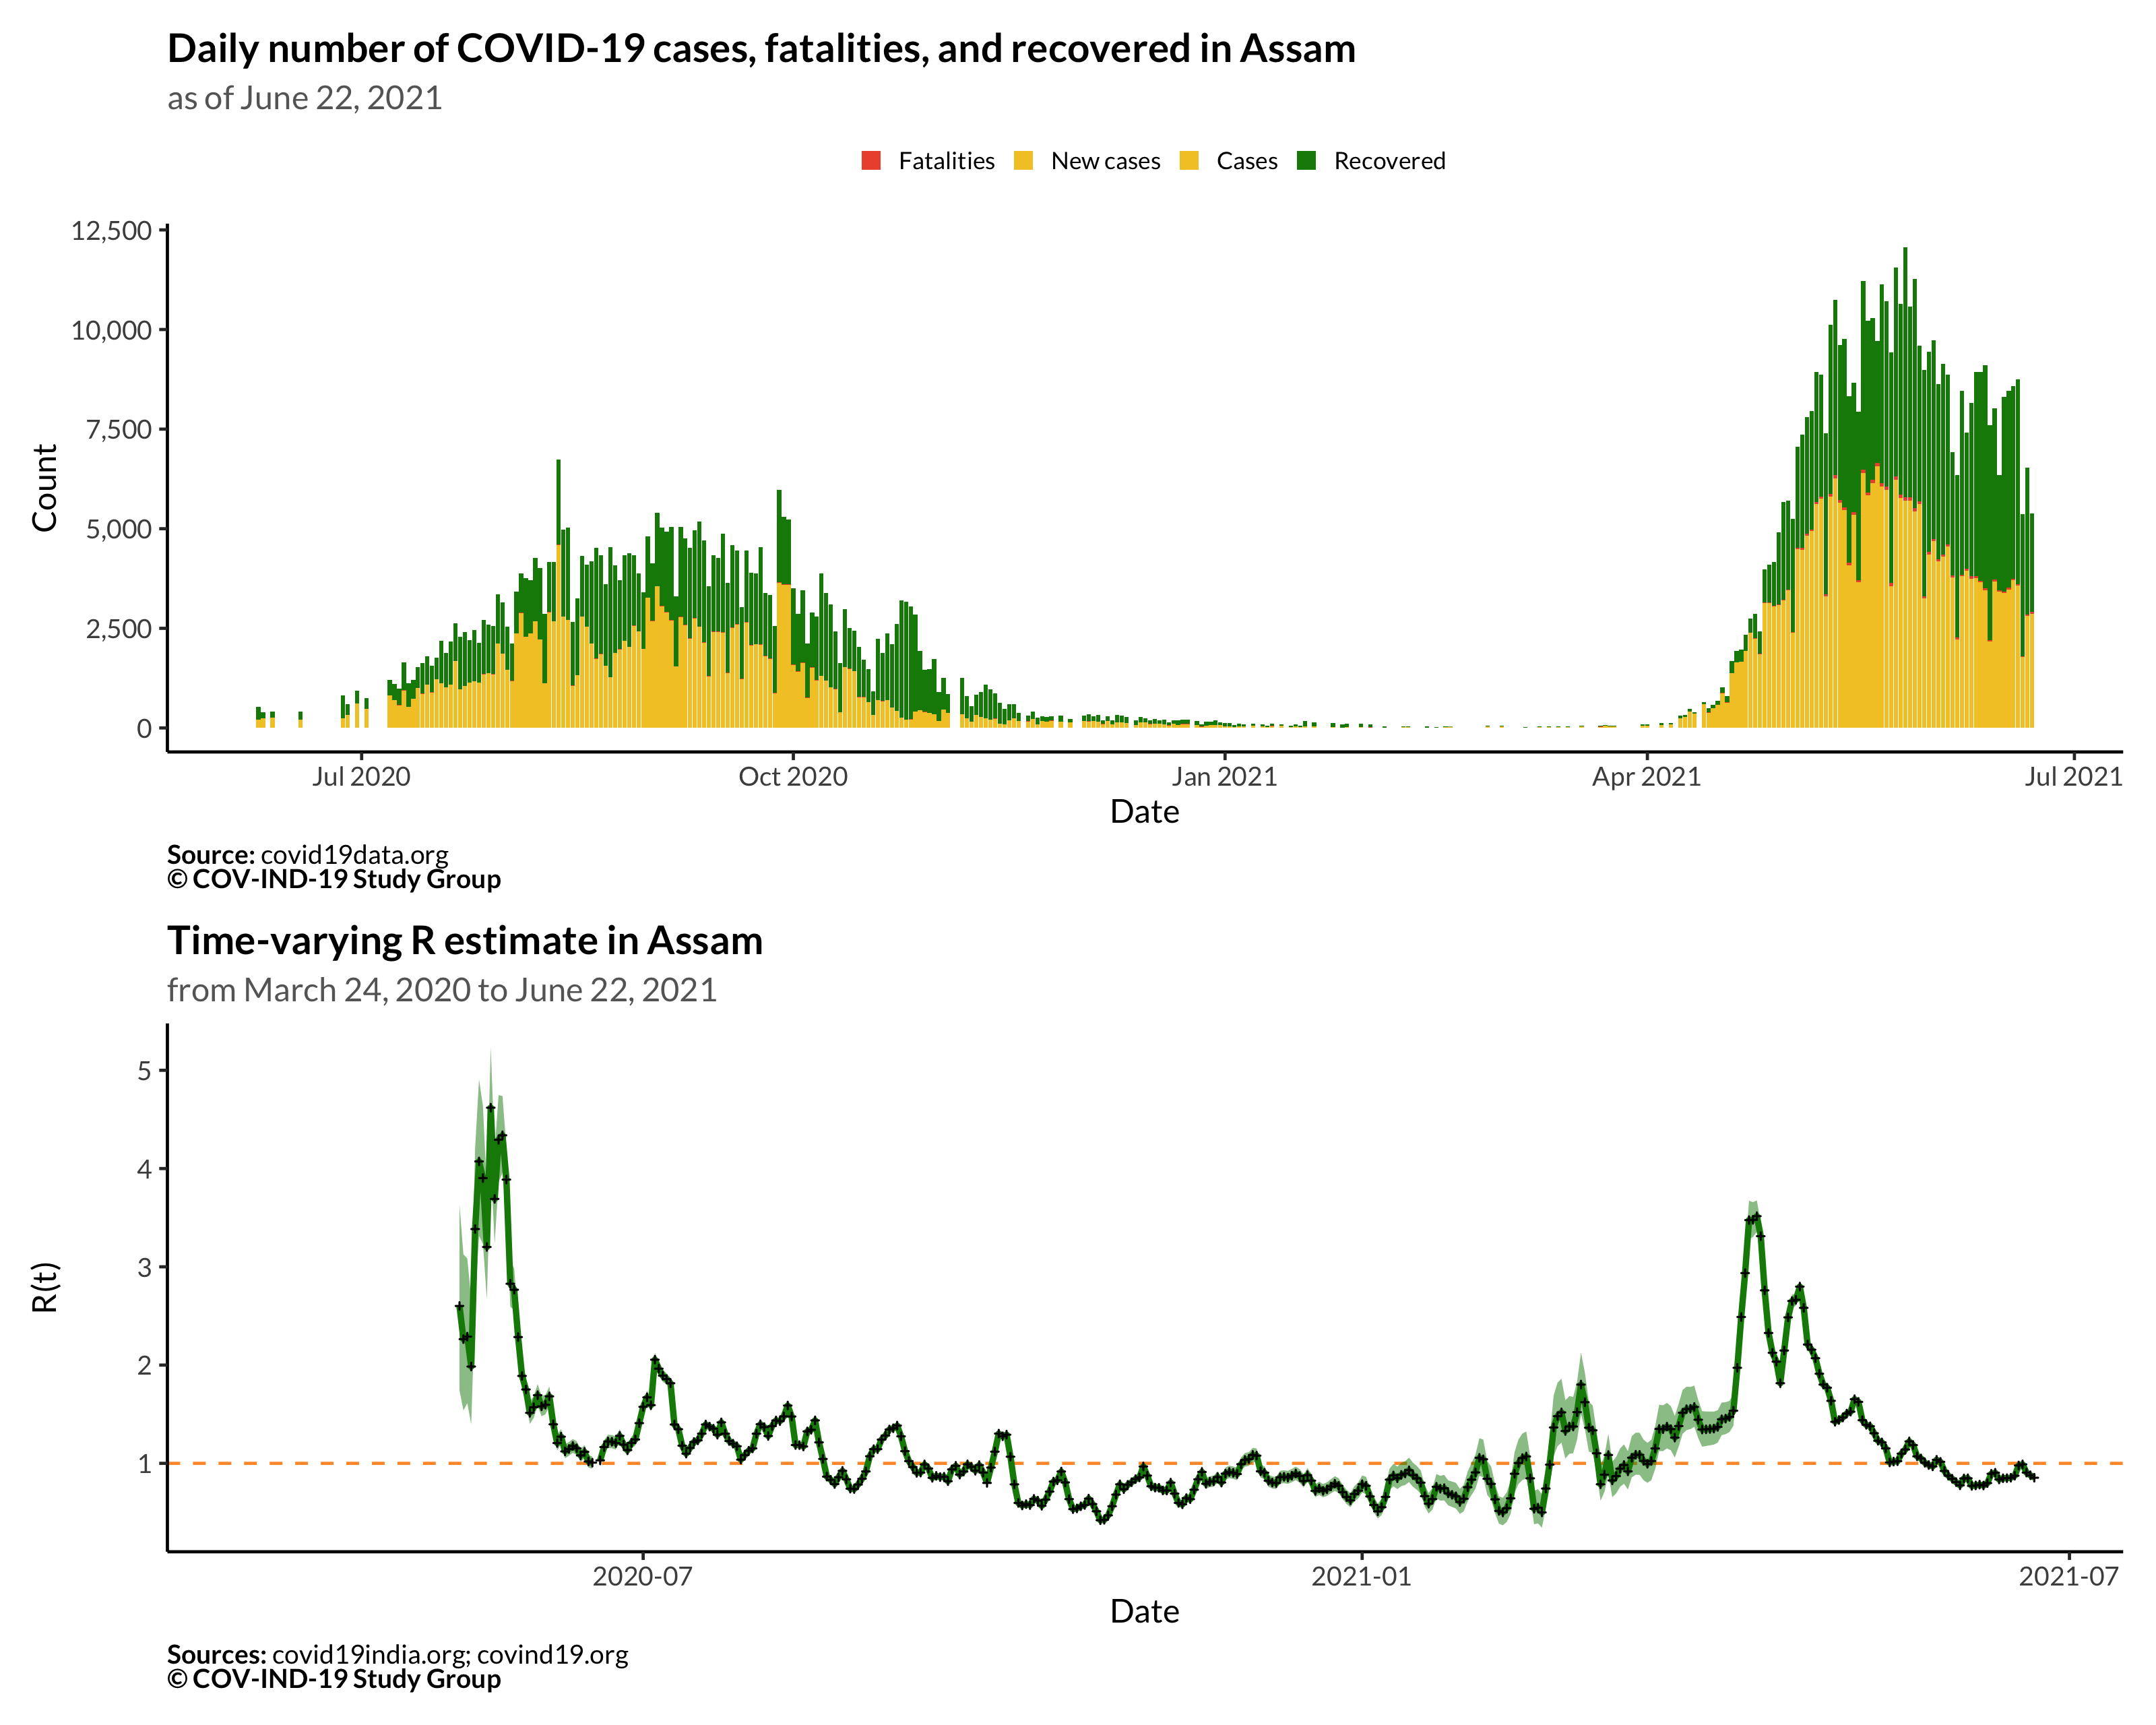 Daily number of COVID-19 cases, fatalities, and recovered in Assam
as of June 22, 2021
Fatalities New cases Cases Recovered
12,500
10,000
7,500
5,000
2,500
0
Count
Jul 2020 Oct 2020 Jan 2021 Apr 2021 Jul 2021
Date
Source: covid19data.org
© COV-IND-19 Study Group
Time-varying R estimate in Assam
from March 24, 2020 to June 22, 2021
5
4
3
2
1
R(t)
2020-07 2021-01 2021-07
Date
Sources: covid19india.org; covind19.org
© COV-IND-19 Study Group